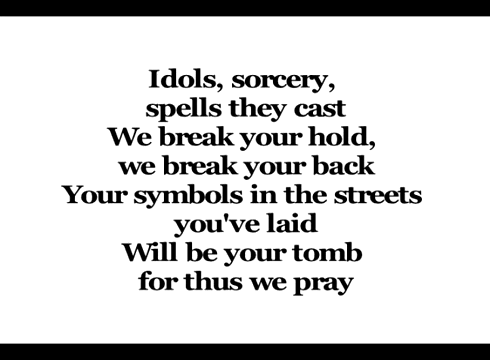 Idols, sorcery,
spells they cast
We break your hold,
we break your back
Your symbols in the streets
you've laid
Will be your tomb
for thus we pray